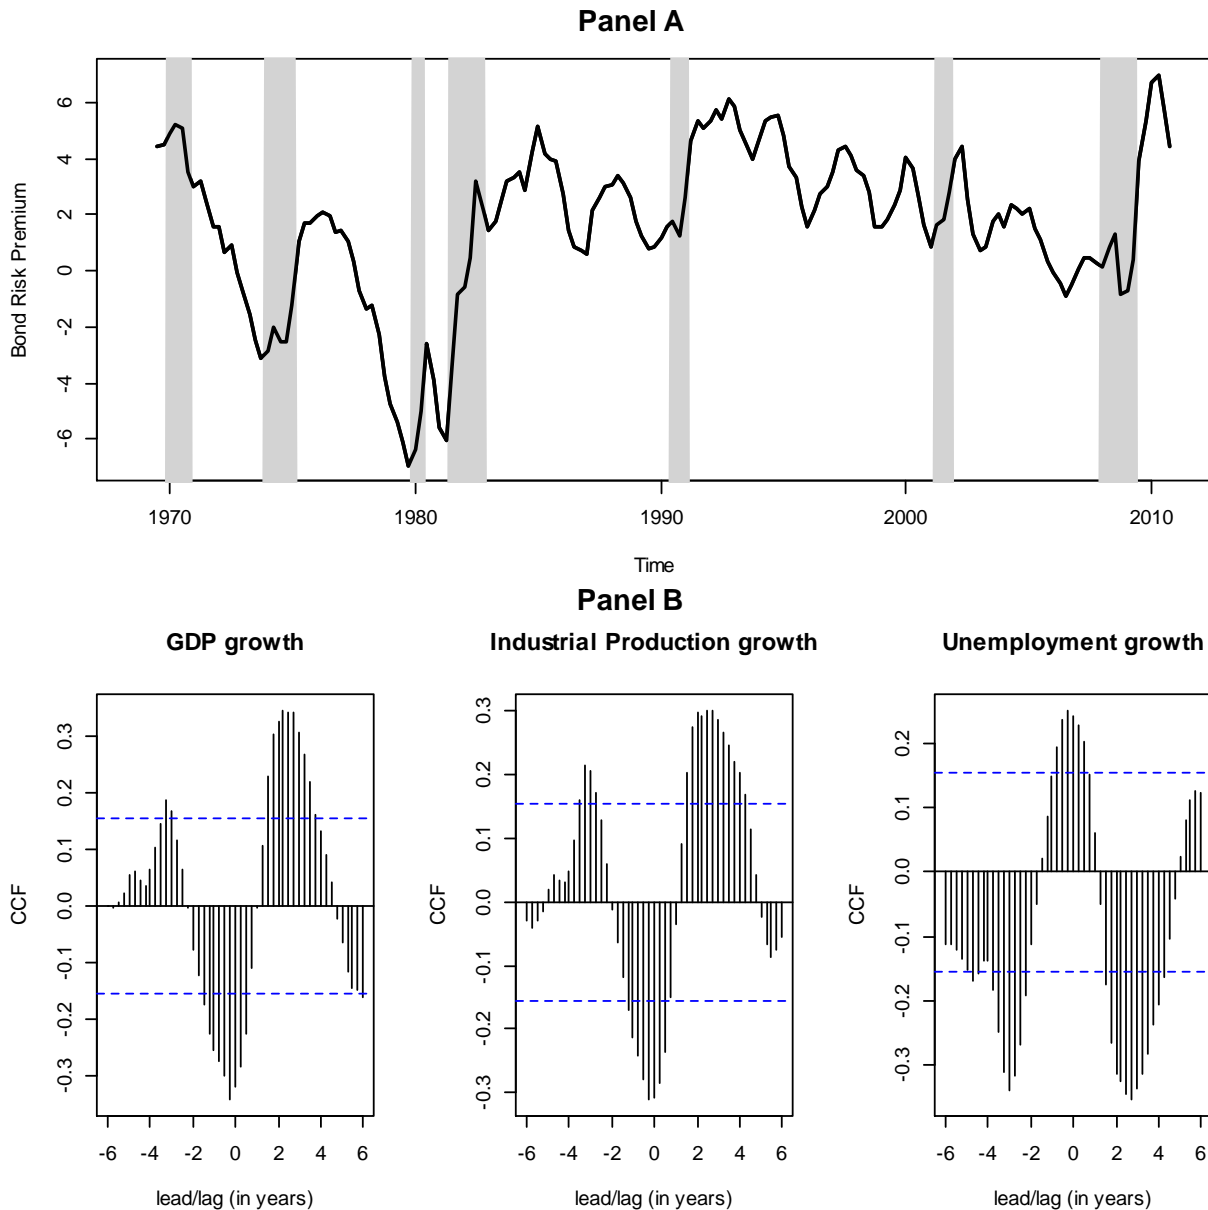 Panel A
6
4
2
0
-2
-4
-6
Bond Risk Premium
1970 1980 1990 2000 2010
Time
Panel B
GDP growth
0.3
0.2
0.1
0.0
-0.1
-0.2
-0.3
CCF
-6 -4 -2 0 2 4 6
lead/lag (in years)
Industrial Production growth
0.3
0.2
0.1
0.0
-0.1
-0.2
-0.3
CCF
-6 -4 -2 0 2 4 6
lead/lag (in years)
Unemployment growth
0.2
0.1
0.0
-0.1
-0.2
-0.3
CCF
-6 -4 -2 0 2 4 6
lead/lag (in years)